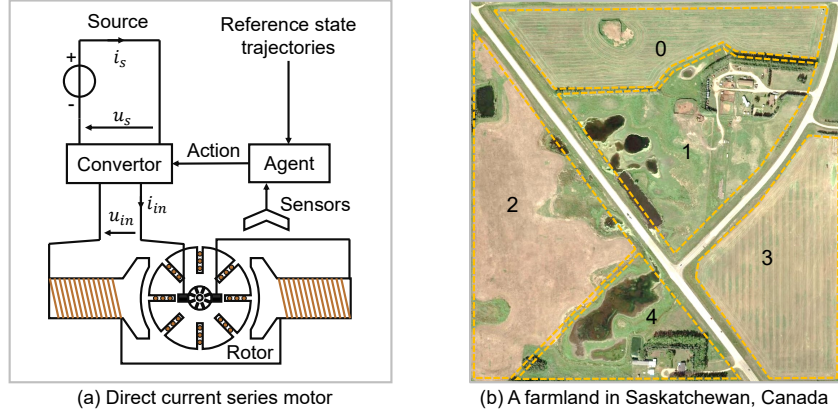 Source
+
i_s
-
u_s
Reference state
trajectories
Convertor
Action
Agent
Sensors
i_in
u_in
Rotor
(a) Direct current series motor
0
1
2
3
4
(b) A farmland in Saskatchewan, Canada